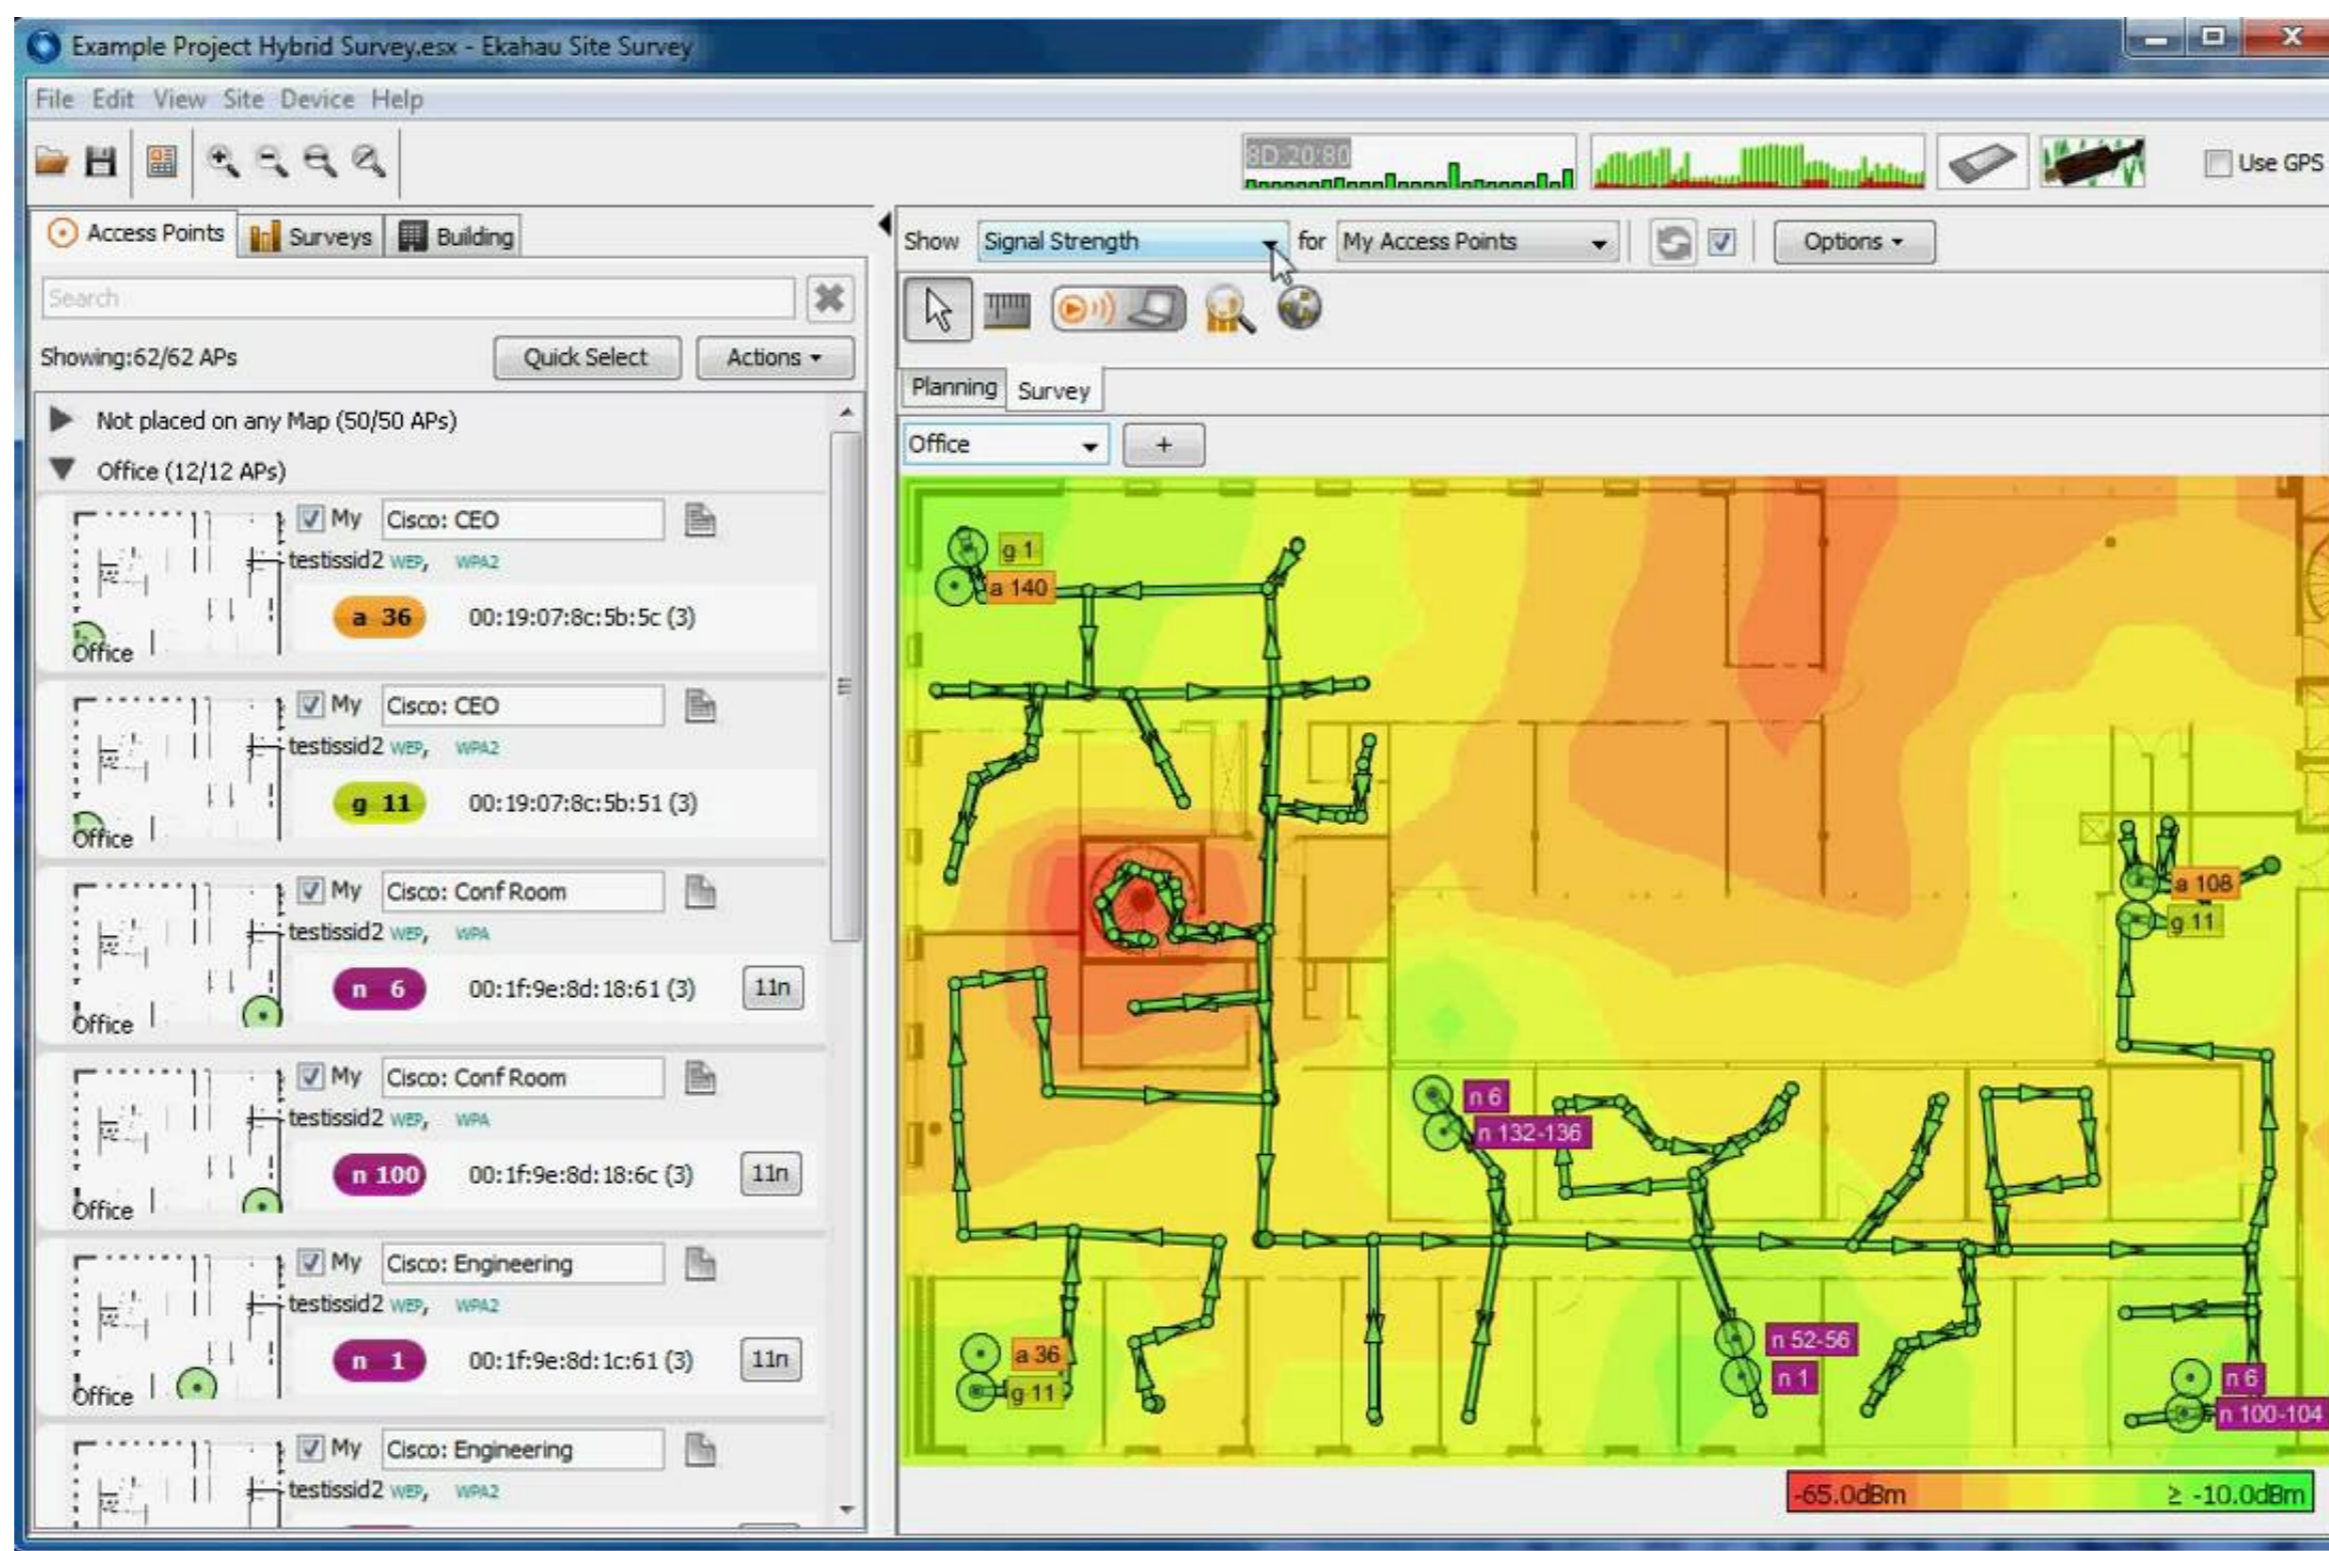 Example Project Hybrid Survey.esx - Ekahau Site Survey
File Edit View Site Device Help
8D:20:80
Use GPS
Access Points Surveys Building
Show Signal Strength for My Access Points Options
Search
Showing:62/62 APs Quick Select Actions
Planning Survey
Office +
Not placed on any Map (50/50 APs)
Office (12/12 APs)
My Cisco: CEO
testissid2 WEP, WPA2
a 36 00:19:07:8c:5b:5c (3)
Office
My Cisco: CEO
testissid2 WEP, WPA2
g 11 00:19:07:8c:5b:51 (3)
Office
My Cisco: Conf Room
testissid2 WEP, WPA
n 6 00:1f:9e:8d:18:61 (3) 11n
Office
My Cisco: Conf Room
testissid2 WEP, WPA
n 100 00:1f:9e:8d:18:6c (3) 11n
Office
My Cisco: Engineering
testissid2 WEP, WPA2
n 1 00:1f:9e:8d:1c:61 (3) 11n
Office
My Cisco: Engineering
testissid2 WEP, WPA2
g 1
a 140
a 108
g 11
n 6
n 132-136
a 36
g 11
n 52-56
n 1
n 6
n 100-104
-65.0dBm ≥ -10.0dBm